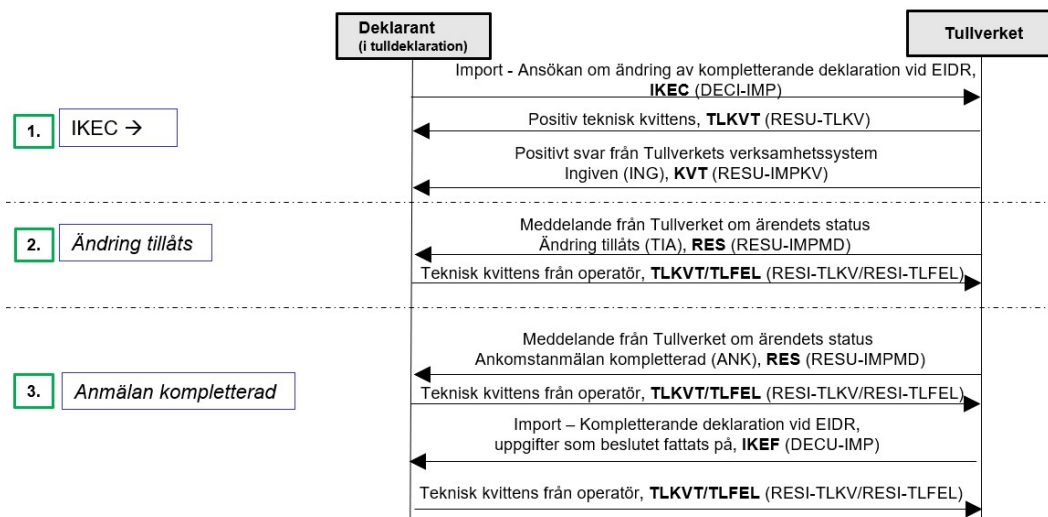 Deklarant
(i tulldeklaration)
Tullverket
Import - Ansökan om ändring av kompletterande deklaration vid EIDR,
IKEC (DECI-IMP)
1.
IKEC →
Positiv teknisk kvittens, TLKVT (RESU-TLKV)
Positivt svar från Tullverkets verksamhetssystem
Ingiven (ING), KVT (RESU-IMPKV)
2.
Ändring tillåts
Meddelande från Tullverket om ärendets status
Ändring tillåts (TIA), RES (RESU-IMPMD)
Teknisk kvittens från operatör, TLKVT/TLFEL (RESI-TLKV/RESI-TLFEL)
3.
Anmälan kompletterad
Meddelande från Tullverket om ärendets status
Ankomstanmälan kompletterad (ANK), RES (RESU-IMPMD)
Teknisk kvittens från operatör, TLKVT/TLFEL (RESI-TLKV/RESI-TLFEL)
Import – Kompletterande deklaration vid EIDR,
uppgifter som beslutet fattats på, IKEF (DECU-IMP)
Teknisk kvittens från operatör, TLKVT/TLFEL (RESI-TLKV/RESI-TLFEL)